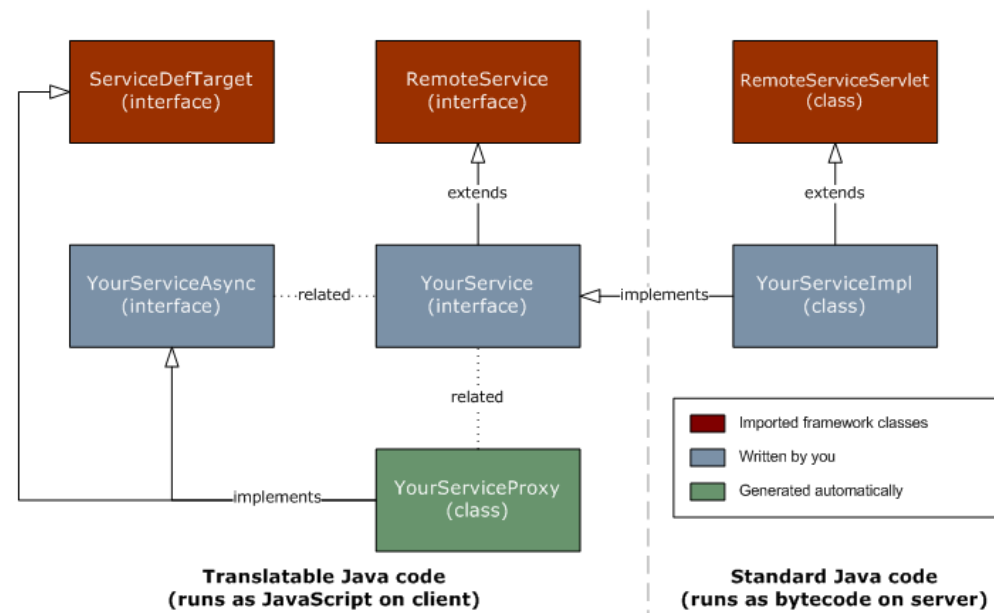 ServiceDefTarget
(interface)
RemoteService
(interface)
RemoteServiceServlet
(class)
extends
extends
YourServiceAsync
(interface)
related
YourService
(interface)
implements
YourServiceImpl
(class)
related
implements
YourServiceProxy
(class)
Imported framework classes
Written by you
Generated automatically
Translatable Java code
(runs as JavaScript on client)
Standard Java code
(runs as bytecode on server)